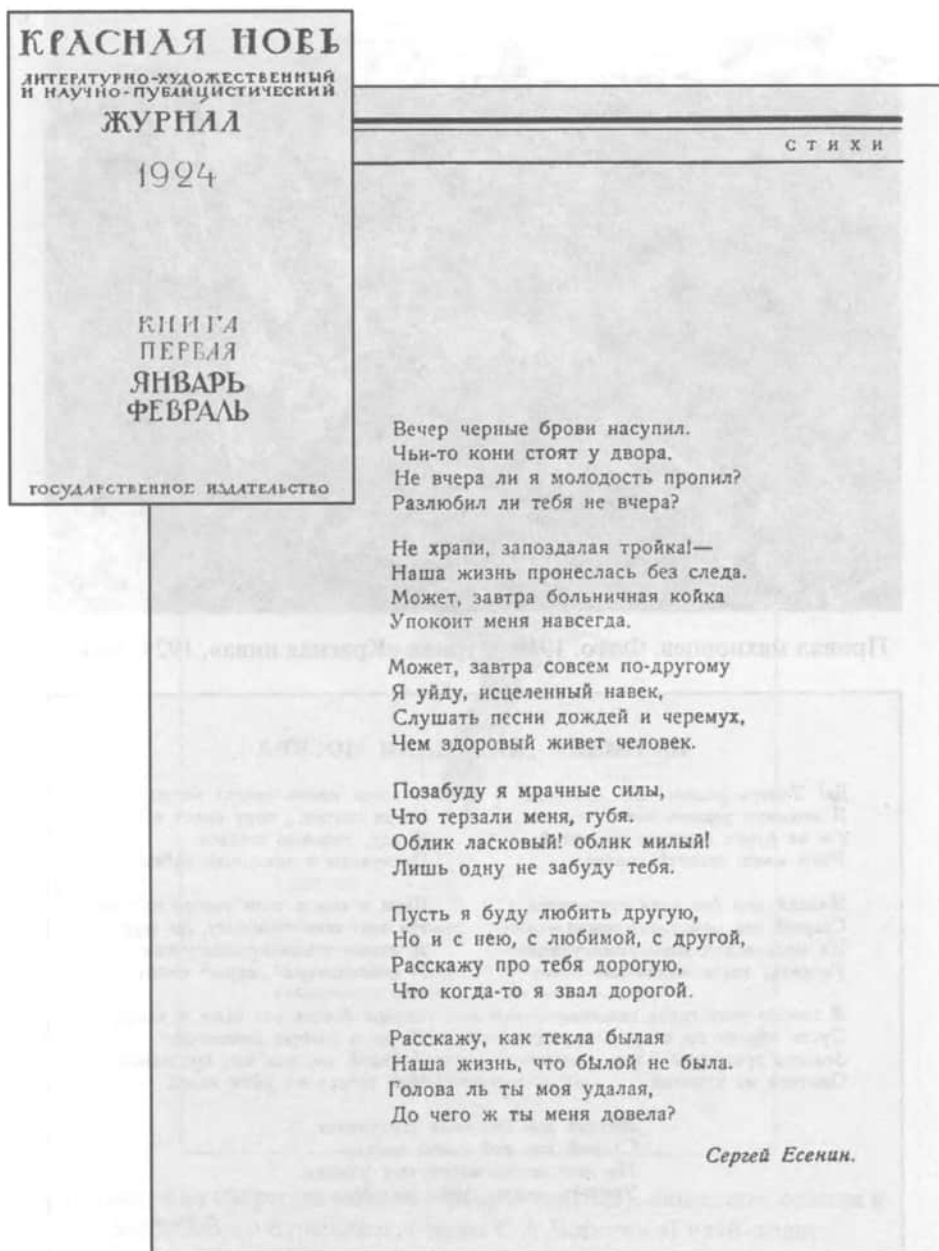 КРАСНАЯ НОВЬ
ЛИТЕРАТУРНО-ХУДОЖЕСТВЕННЫЙ
И НАУЧНО-ПУБЛИЦИСТИЧЕСКИЙ
ЖУРНАЛ
1924
КНИГА
ПЕРВАЯ
ЯНВАРЬ
ФЕВРАЛЬ
ГОСУДАРСТВЕННОЕ ИЗДАТЕЛЬСТВО
СТИХИ
Вечер черные брови насупил.
Чьи-то кони стоят у двора.
Не вчера ли я молодость пропил?
Разлюбил ли тебя не вчера?
Не храпи, запоздалая тройка!—
Наша жизнь пронеслась без следа.
Может, завтра больничная койка
Упокоит меня навсегда.
Может, завтра совсем по-другому
Я уйду, исцеленный навек,
Слушать песни дождей и черемух,
Чем здоровый живет человек.
Позабуду я мрачные силы,
Что терзали меня, губя.
Облик ласковый! облик милый!
Лишь одну не забуду тебя.
Пусть я буду любить другую,
Но и с нею, с любимой, с другой,
Расскажу про тебя дорогую,
Что когда-то я звал дорогой.
Расскажу, как текла былая
Наша жизнь, что былой не была.
Голова ль ты моя удалая,
До чего ж ты меня довела?
Сергей Есенин.